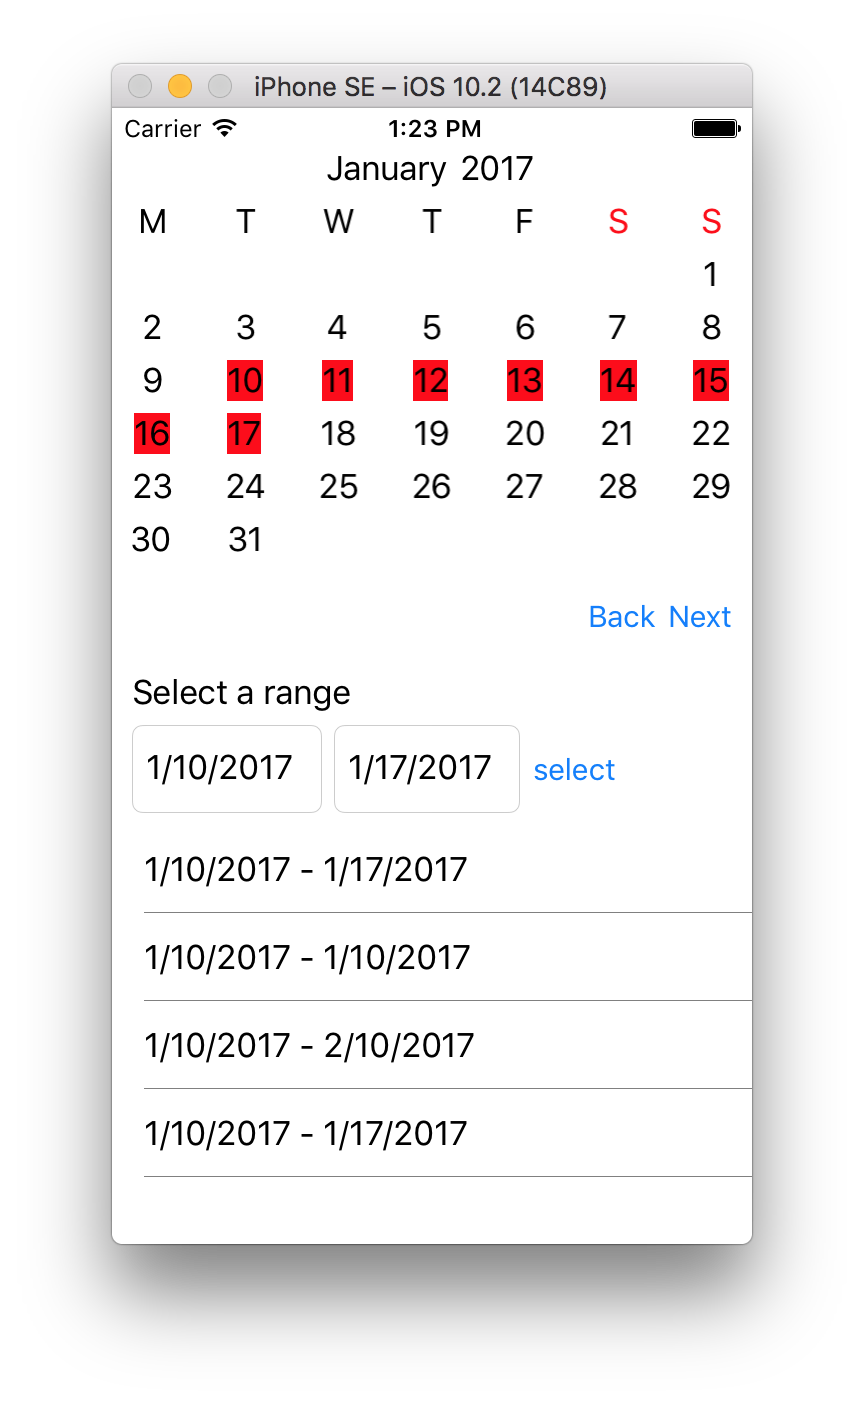 iPhone SE – iOS 10.2 (14C89)
Carrier 1:23 PM
January 2017
M T W T F S S
1
2 3 4 5 6 7 8
9 10 11 12 13 14 15
16 17 18 19 20 21 22
23 24 25 26 27 28 29
30 31
Back Next
Select a range
1/10/2017 1/17/2017 select
1/10/2017 - 1/17/2017
1/10/2017 - 1/10/2017
1/10/2017 - 2/10/2017
1/10/2017 - 1/17/2017